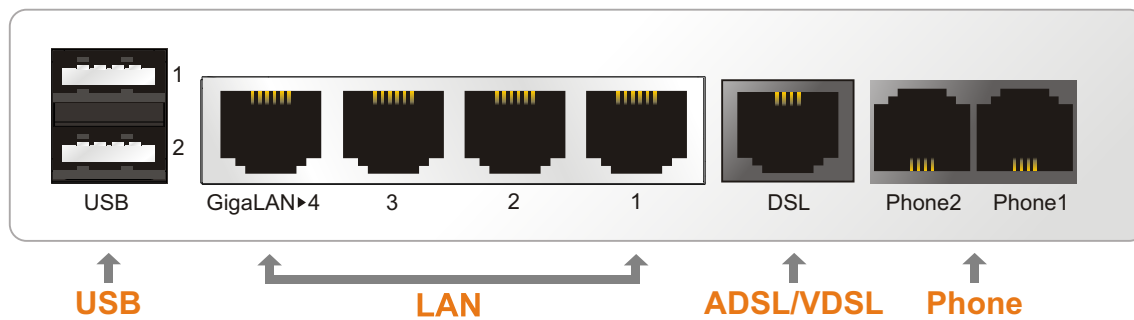 1
2
USB
GigaLAN▸4
3
2
1
DSL
Phone2
Phone1
USB
LAN
ADSL/VDSL
Phone